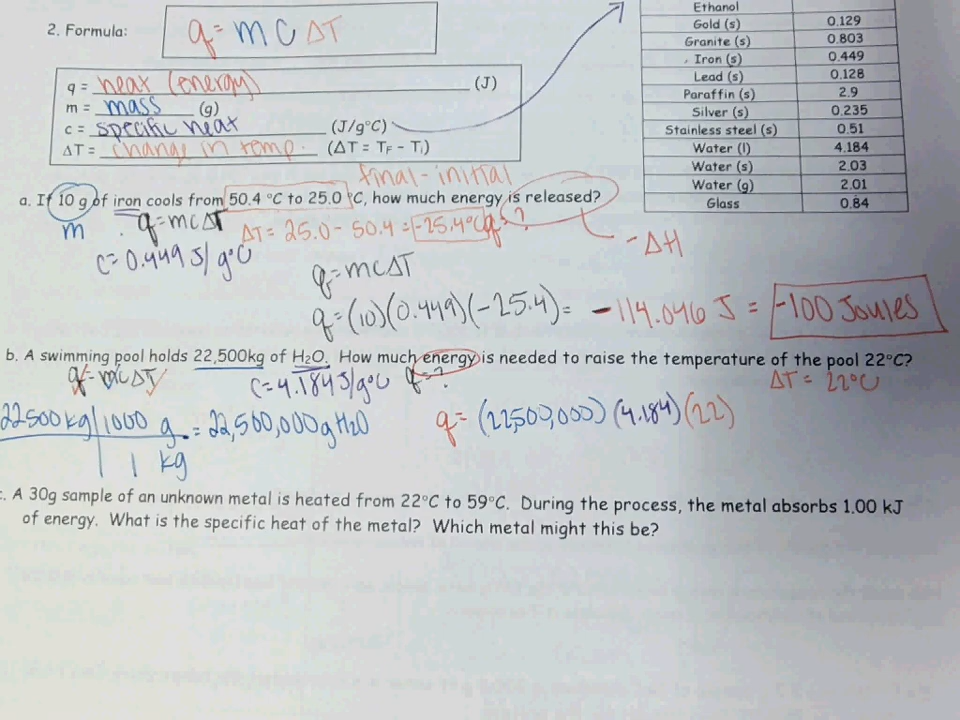 Ethanol
2. Formula: q = m C ΔT
Gold (s) 0.129
Granite (s) 0.803
Iron (s) 0.449
Lead (s) 0.128
Paraffin (s) 2.9
Silver (s) 0.235
Stainless steel (s) 0.51
Water (l) 4.184
Water (s) 2.03
Water (g) 2.01
Glass 0.84
q = heat (energy) (J)
m = mass (g)
c = specific heat (J/g°C)
ΔT = change in temp. (ΔT = TF - Ti)
final - initial
a. If 10 g of iron cools from 50.4 °C to 25.0 °C, how much energy is released?
m q=mCΔT ΔT = 25.0 - 50.4 = -25.4°C q=?
-ΔH
C= 0.449 J/g°C
q=mCΔT
q= (10)(0.449)(-25.4)= -114.046 J = -100 Joules
b. A swimming pool holds 22,500kg of H2O. How much energy is needed to raise the temperature of the pool 22°C?
q=mCΔT C=4.184J/g°C q=? ΔT = 22°C
22500 kg | 1000 g = 22,500,000 g H2O
1 kg
q= (22,500,000)(4.184)(22)
c. A 30g sample of an unknown metal is heated from 22°C to 59°C. During the process, the metal absorbs 1.00 kJ
of energy. What is the specific heat of the metal? Which metal might this be?